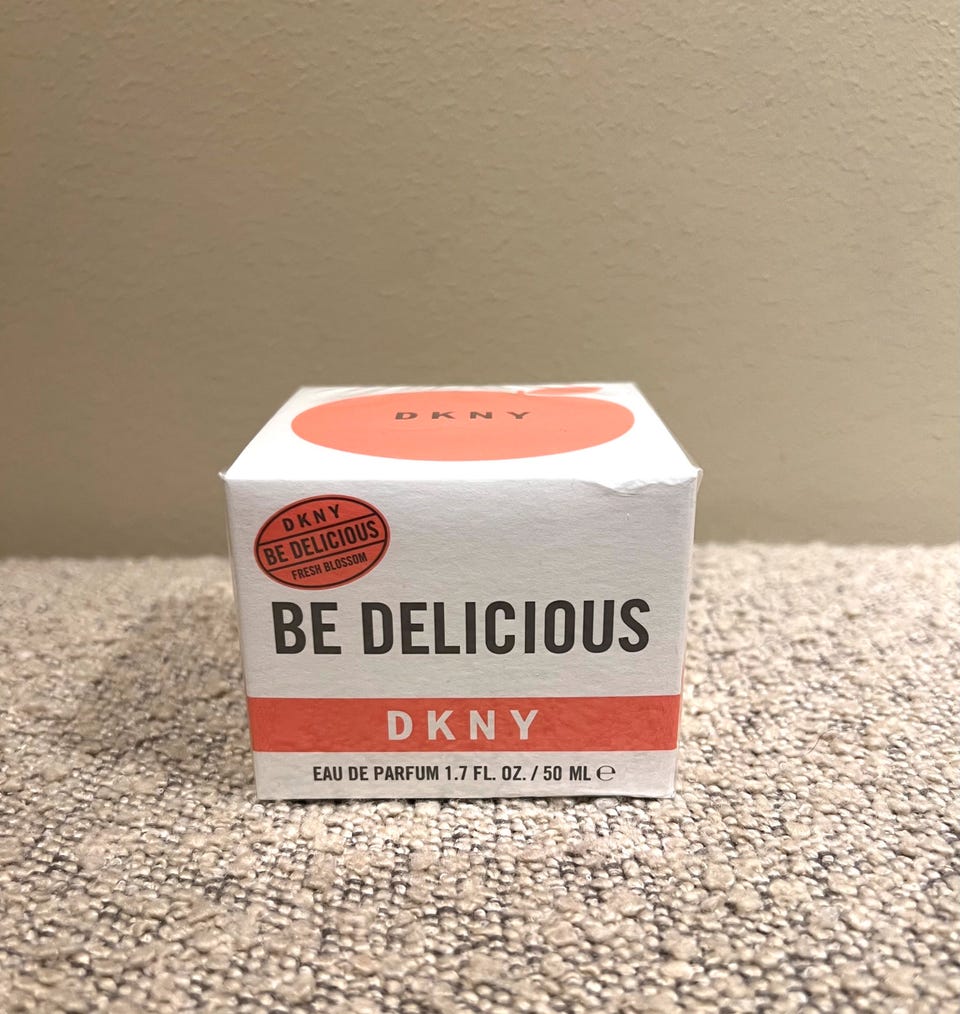 DKNY
DKNY
BE DELICIOUS
FRESH BLOSSOM
BE DELICIOUS
DKNY
EAU DE PARFUM 1.7 FL. OZ. / 50 ML ℮